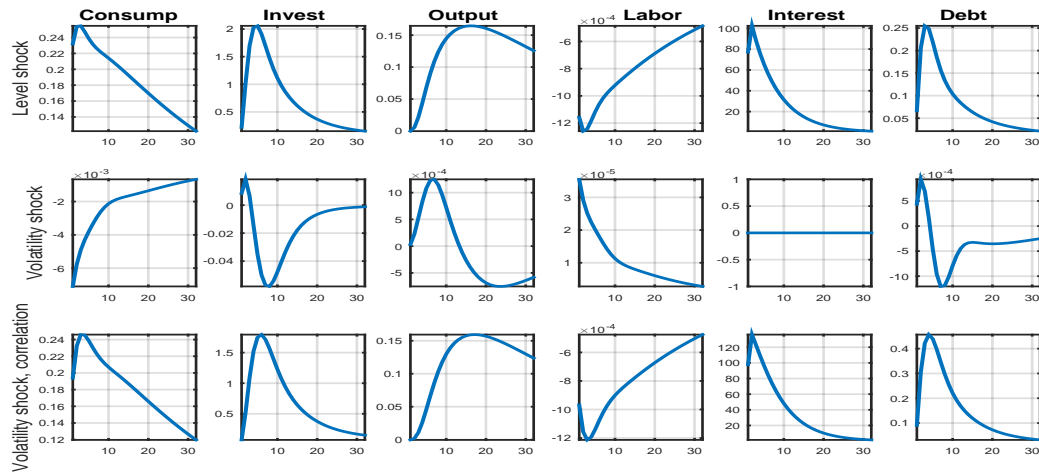 Consump Invest Output Labor Interest Debt
Level shock
0.24 0.22 0.2 0.18 0.16 0.14
10 20 30
2 1.5 1 0.5
10 20 30
0.15 0.1 0.05 0
10 20 30
×10^-4
-6 -8 -10 -12
10 20 30
100 80 60 40 20
10 20 30
0.25 0.2 0.15 0.1 0.05
10 20 30
Volatility shock
×10^-3
-2 -4 -6
10 20 30
0 -0.02 -0.04
10 20 30
×10^-4
10 5 0 -5
10 20 30
×10^-5
3 2 1
10 20 30
1 0.5 0 -0.5 -1
10 20 30
×10^-4
5 0 -5 -10
10 20 30
Volatility shock, correlation
0.24 0.22 0.2 0.18 0.16 0.14 0.12
10 20 30
1.5 1 0.5
10 20 30
0.15 0.1 0.05 0
10 20 30
×10^-4
-6 -8 -10 -12
10 20 30
120 100 80 60 40 20
10 20 30
0.4 0.3 0.2 0.1
10 20 30